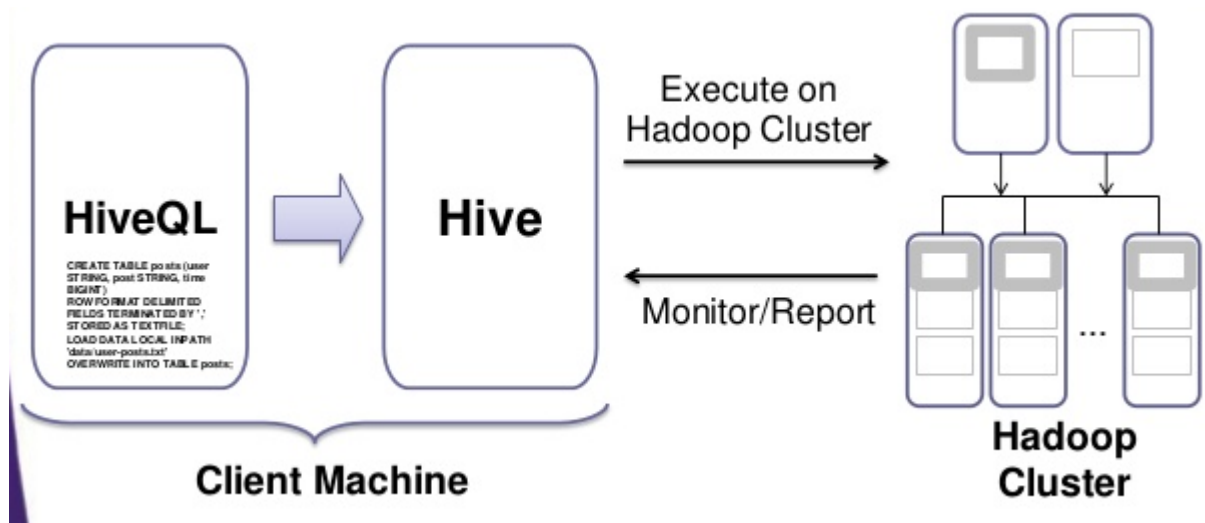 HiveQL
CREATE TABLE posts (user
STRING, post STRING, time
BIGINT)
ROW FORMAT DELIMITED
FIELDS TERMINATED BY ','
STORED AS TEXTFILE;
LOAD DATA LOCAL INPATH
'data/user-posts.txt'
OVERWRITE INTO TABLE posts;
Hive
Client Machine
Execute on
Hadoop Cluster
Monitor/Report
...
Hadoop
Cluster